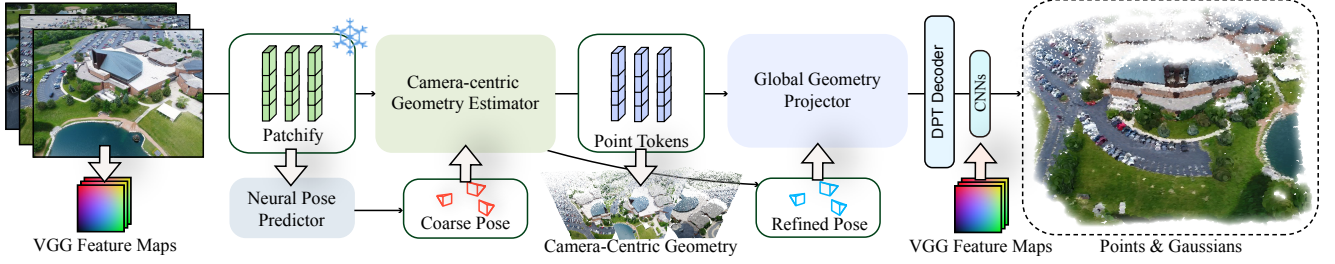 VGG Feature Maps
Patchify
Neural Pose
Predictor
Camera-centric
Geometry Estimator
Coarse Pose
Point Tokens
Camera-Centric Geometry
Global Geometry
Projector
Refined Pose
DPT Decoder
CNNs
VGG Feature Maps
Points & Gaussians